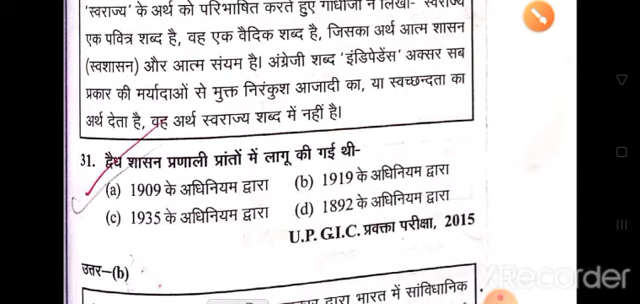 'स्वराज्य' के अर्थ को परिभाषित करते हुए गांधीजी ने लिखा- स्वराज्य
एक पवित्र शब्द है, वह एक वैदिक शब्द है, जिसका अर्थ आत्म शासन
(स्वशासन) और आत्म संयम है। अंग्रेजी शब्द 'इंडिपेंडेंस' अक्सर सब
प्रकार की मर्यादाओं से मुक्त निरंकुश आजादी का, या स्वच्छन्दता का
अर्थ देता है, वह अर्थ स्वराज्य शब्द में नहीं है।
31. द्वैध शासन प्रणाली प्रांतों में लागू की गई थी-
(a) 1909 के अधिनियम द्वारा (b) 1919 के अधिनियम द्वारा
(c) 1935 के अधिनियम द्वारा (d) 1892 के अधिनियम द्वारा
U.P. G.I.C. प्रवक्ता परीक्षा, 2015
उत्तर–(b)
द्वारा भारत में सांविधानिक
XRecorder